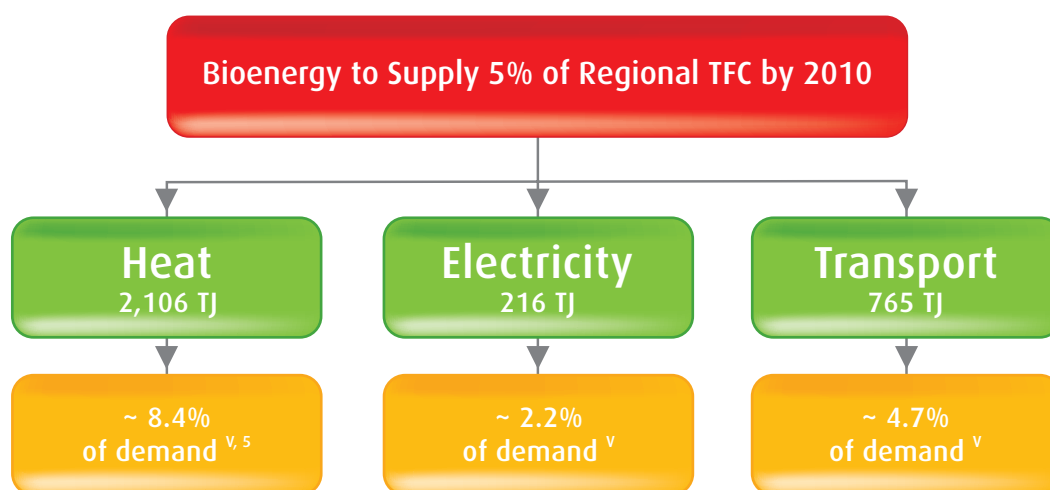 Bioenergy to Supply 5% of Regional TFC by 2010
Heat
2,106 TJ
Electricity
216 TJ
Transport
765 TJ
~ 8.4%
of demand V, 5
~ 2.2%
of demand V
~ 4.7%
of demand V